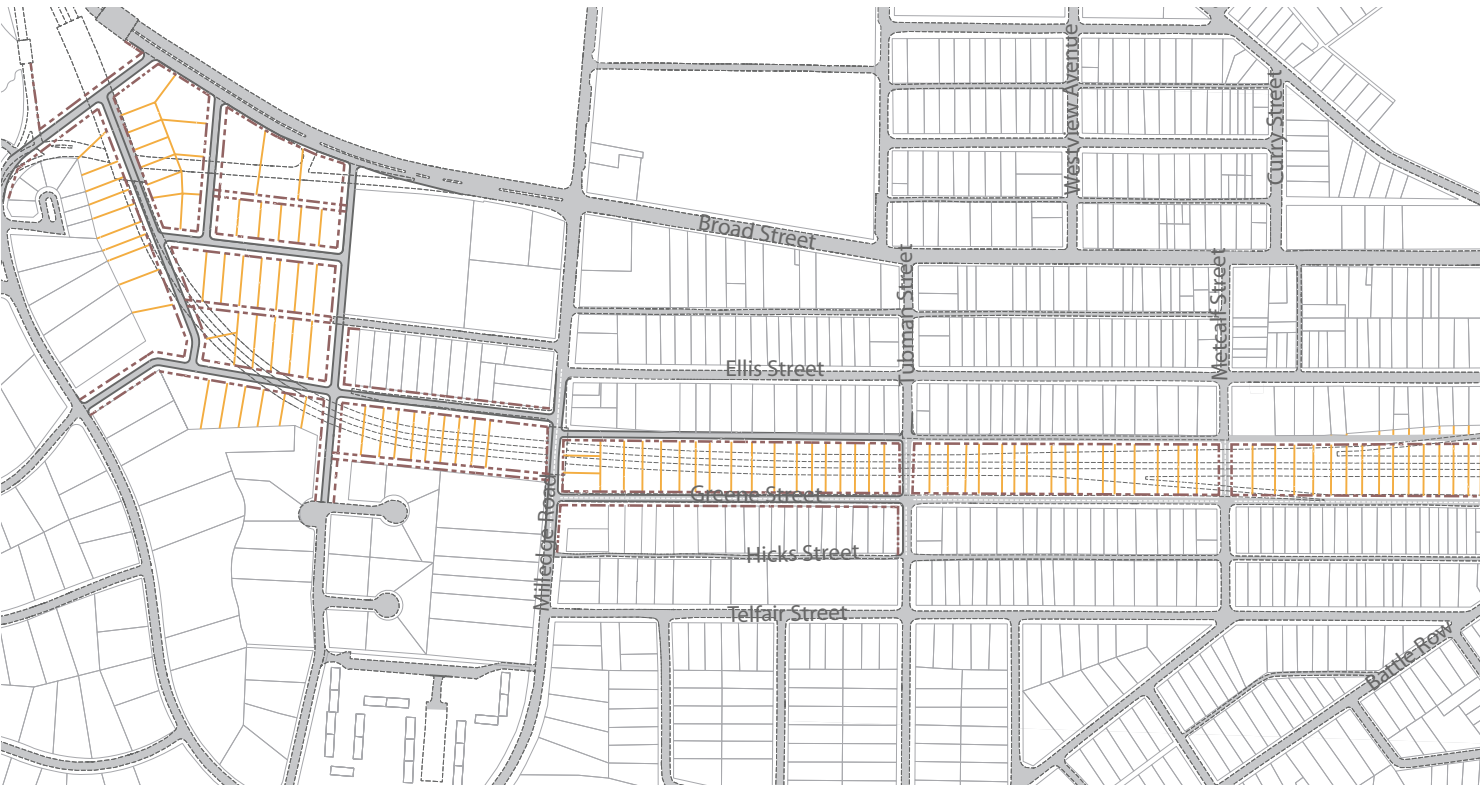 Westview Avenue
Curry Street
Broad Street
Tubman Street
Metcalf Street
Ellis Street
Greene Street
Milledge Road
Hicks Street
Telfair Street
Battle Row